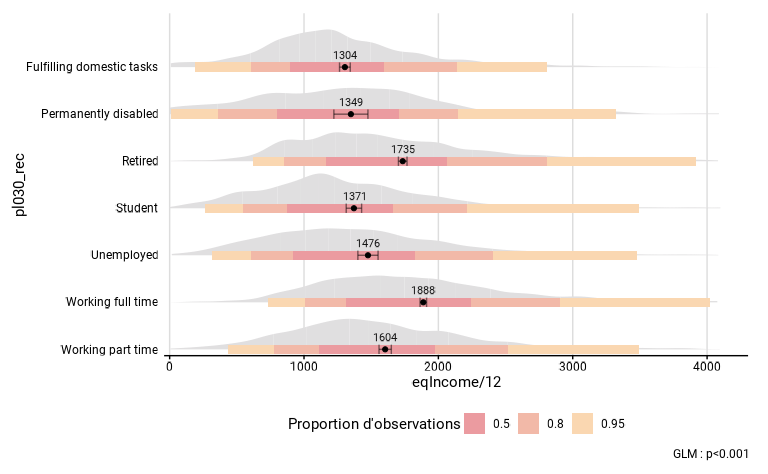 1304
Fulfilling domestic tasks
1349
Permanently disabled
1735
Retired
1371
Student
1476
Unemployed
1888
Working full time
1604
Working part time
pl030_rec
0 1000 2000 3000 4000
eqIncome/12
Proportion d'observations 0.5 0.8 0.95
GLM : p<0.001